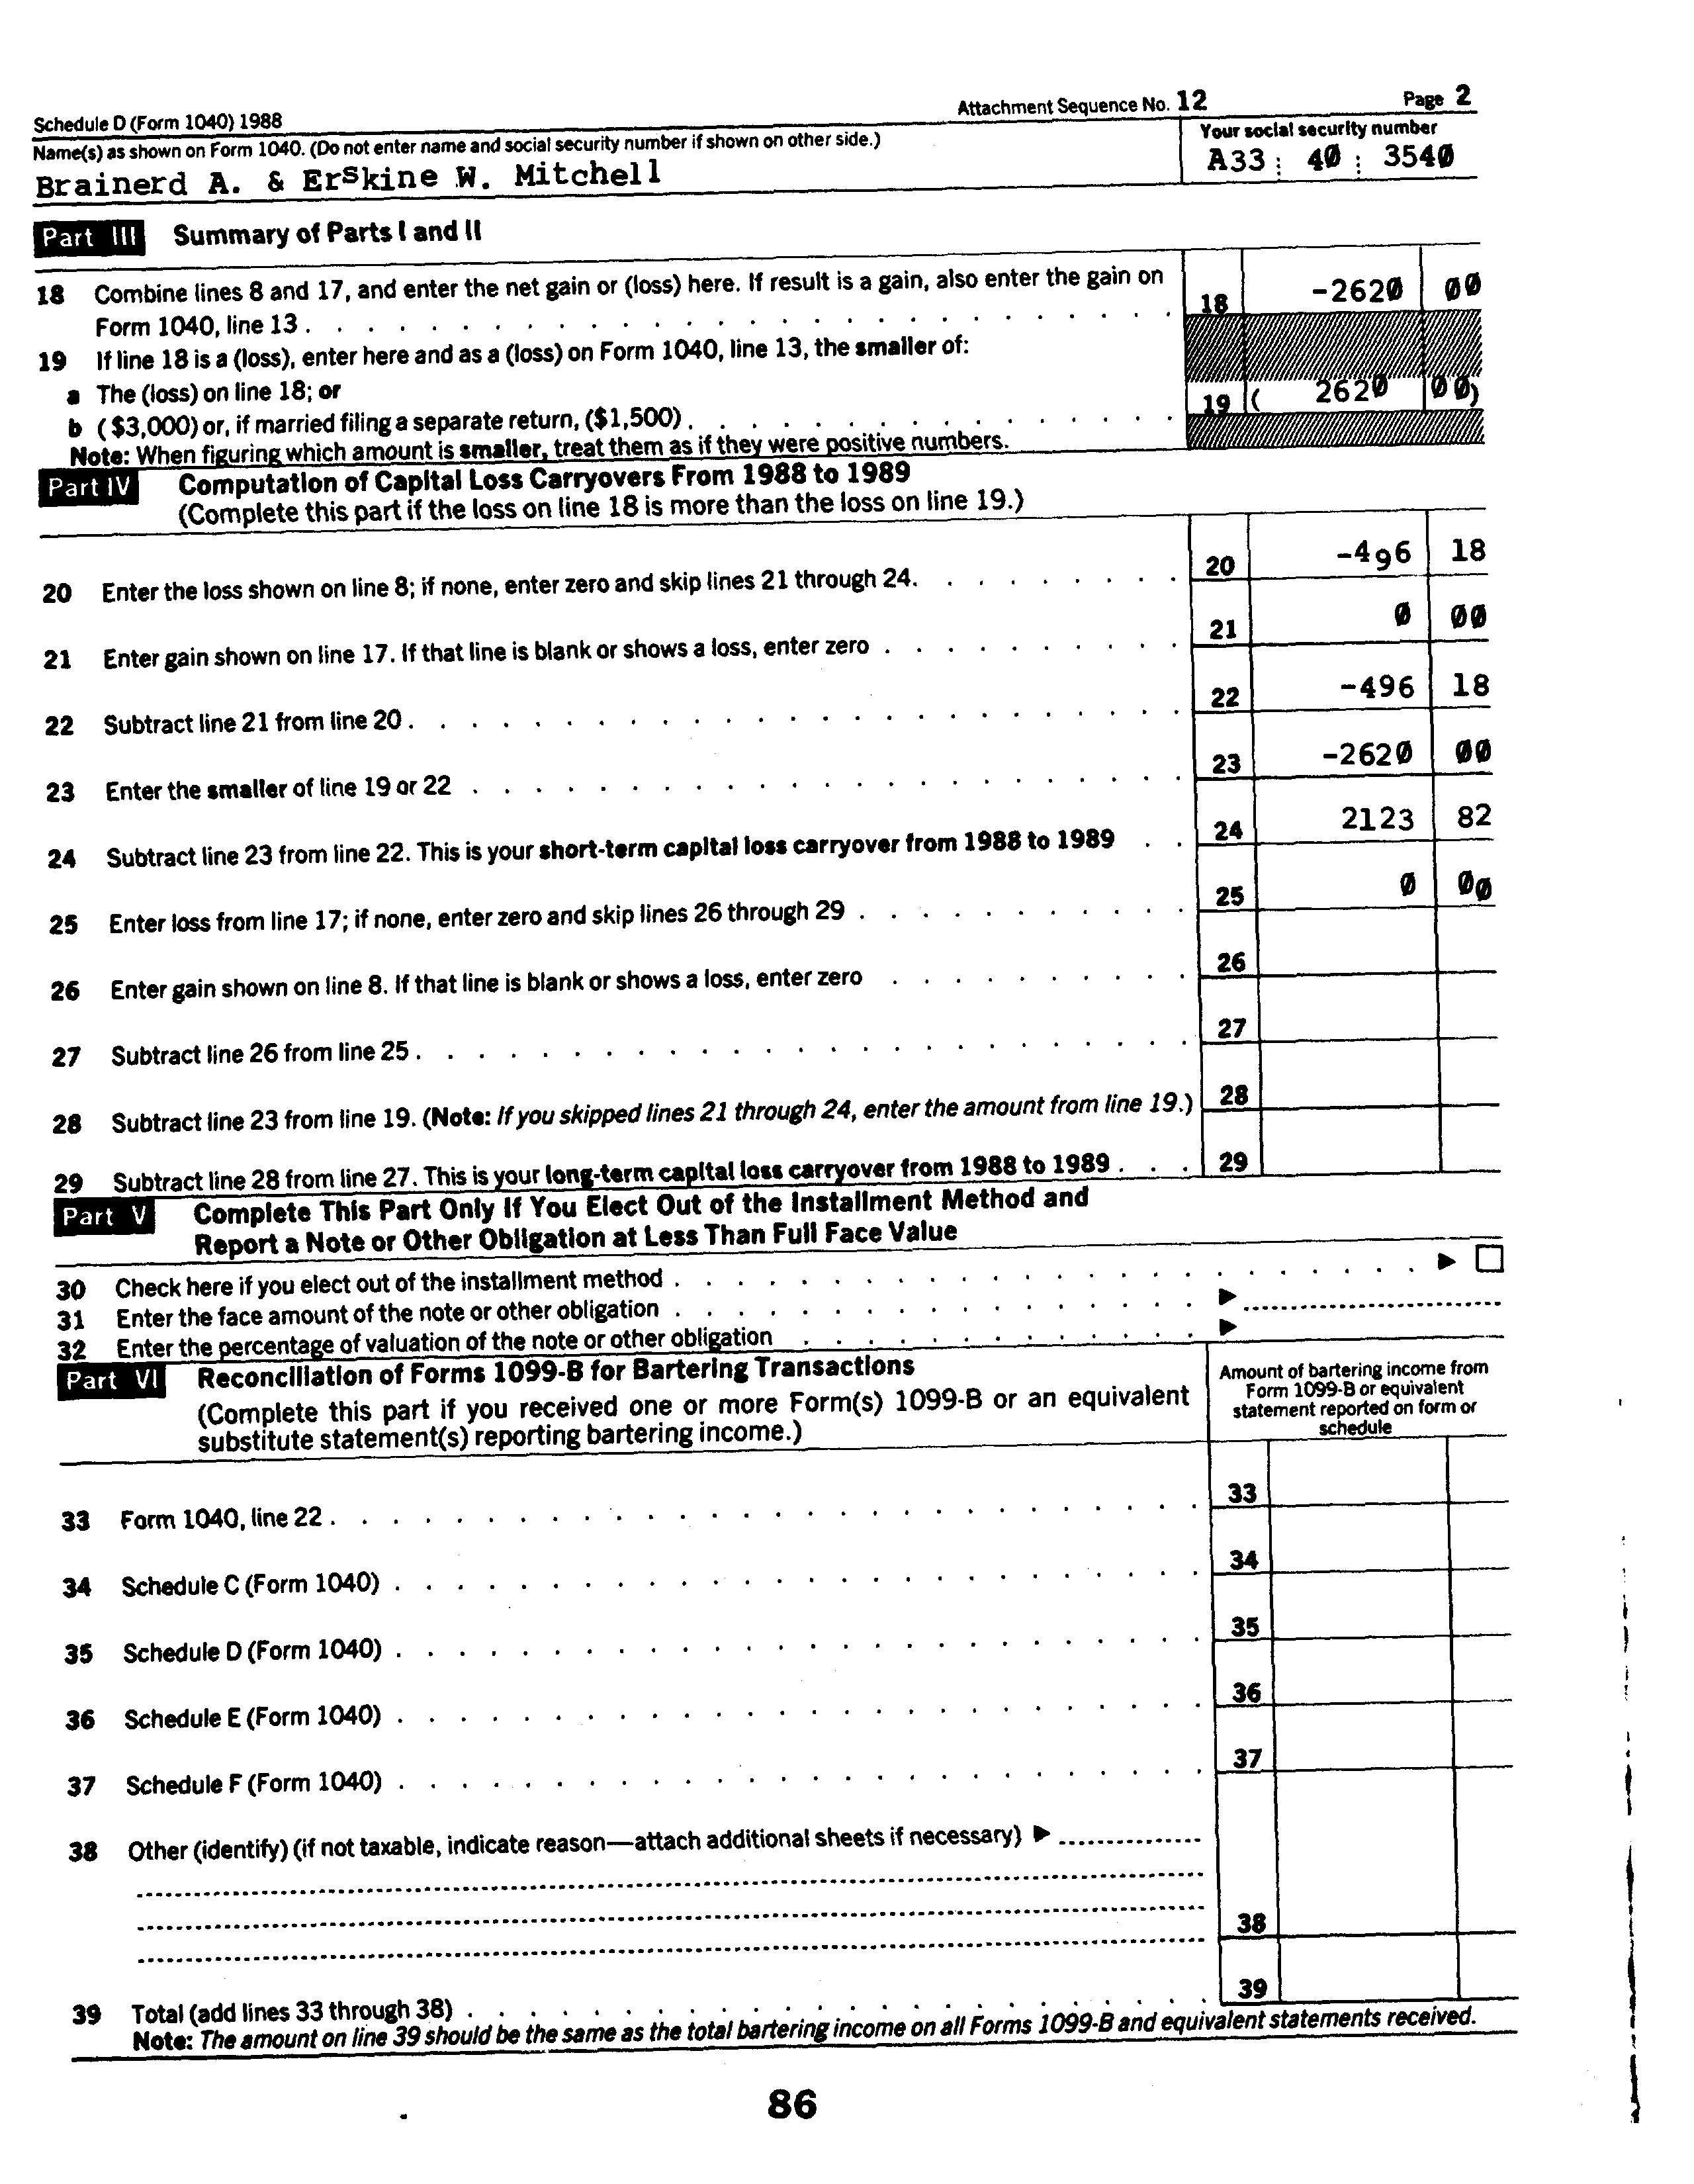 Schedule D (Form 1040) 1988 Attachment Sequence No. 12 Page 2
Name(s) as shown on Form 1040. (Do not enter name and social security number if shown on other side.) Your social security number
Brainerd A. & Erskine W. Mitchell A33 : 40 : 3540
Part III Summary of Parts I and II
18 Combine lines 8 and 17, and enter the net gain or (loss) here. If result is a gain, also enter the gain on
Form 1040, line 13 . . . . . . . . . . . . . . . . . . . . . . . . . . . 18 -2620 00
19 If line 18 is a (loss), enter here and as a (loss) on Form 1040, line 13, the smaller of:
a The (loss) on line 18; or
b ($3,000) or, if married filing a separate return, ($1,500) . . . . . . . . . . . . . . . 19 ( 2620 00)
Note: When figuring which amount is smaller, treat them as if they were positive numbers.
Part IV Computation of Capital Loss Carryovers From 1988 to 1989
(Complete this part if the loss on line 18 is more than the loss on line 19.)
20 Enter the loss shown on line 8; if none, enter zero and skip lines 21 through 24. . . . . . . . . 20 -496 18
21 Enter gain shown on line 17. If that line is blank or shows a loss, enter zero . . . . . . . . . . 21 0 00
22 Subtract line 21 from line 20 . . . . . . . . . . . . . . . . . . . . . . . . 22 -496 18
23 Enter the smaller of line 19 or 22 . . . . . . . . . . . . . . . . . . . . . . 23 -2620 00
24 Subtract line 23 from line 22. This is your short-term capital loss carryover from 1988 to 1989 . . 24 2123 82
25 Enter loss from line 17; if none, enter zero and skip lines 26 through 29 . . . . . . . . . . . 25 0 00
26 Enter gain shown on line 8. If that line is blank or shows a loss, enter zero . . . . . . . . . . 26
27 Subtract line 26 from line 25 . . . . . . . . . . . . . . . . . . . . . . . . 27
28 Subtract line 23 from line 19. (Note: If you skipped lines 21 through 24, enter the amount from line 19.) 28
29 Subtract line 28 from line 27. This is your long-term capital loss carryover from 1988 to 1989 . . . 29
Part V Complete This Part Only If You Elect Out of the Installment Method and
Report a Note or Other Obligation at Less Than Full Face Value
30 Check here if you elect out of the installment method . . . . . . . . . . . . . . . . . . . . . . . . ▶ ☐
31 Enter the face amount of the note or other obligation . . . . . . . . . . . . . . . . . ▶
32 Enter the percentage of valuation of the note or other obligation . . . . . . . . . . . . . ▶
Part VI Reconciliation of Forms 1099-B for Bartering Transactions
(Complete this part if you received one or more Form(s) 1099-B or an equivalent
substitute statement(s) reporting bartering income.)
Amount of bartering income from
Form 1099-B or equivalent
statement reported on form or
schedule
33 Form 1040, line 22 . . . . . . . . . . . . . . . . . . . . . . . . . . . . 33
34 Schedule C (Form 1040) . . . . . . . . . . . . . . . . . . . . . . . . . . 34
35 Schedule D (Form 1040) . . . . . . . . . . . . . . . . . . . . . . . . . . 35
36 Schedule E (Form 1040) . . . . . . . . . . . . . . . . . . . . . . . . . . 36
37 Schedule F (Form 1040) . . . . . . . . . . . . . . . . . . . . . . . . . . 37
38 Other (identify) (if not taxable, indicate reason—attach additional sheets if necessary) ▶
38
39 Total (add lines 33 through 38) . . . . . . . . . . . . . . . . . . . . . . . . 39
Note: The amount on line 39 should be the same as the total bartering income on all Forms 1099-B and equivalent statements received.
86